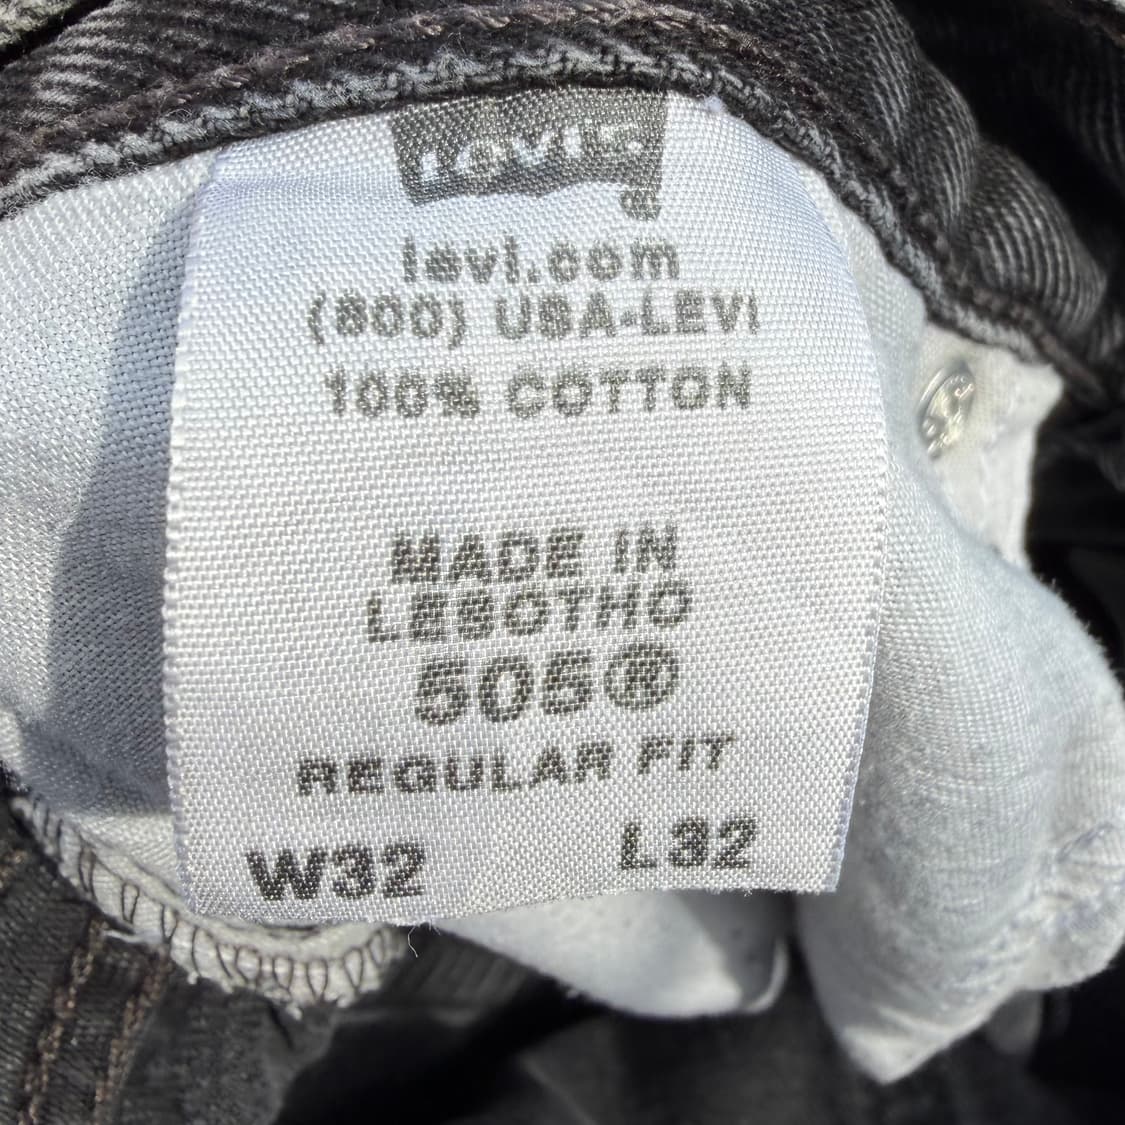 LEVI'S
®
levi.com
(800) USA-LEVI
100% COTTON
MADE IN
LESOTHO
505®
REGULAR FIT
W32 L32